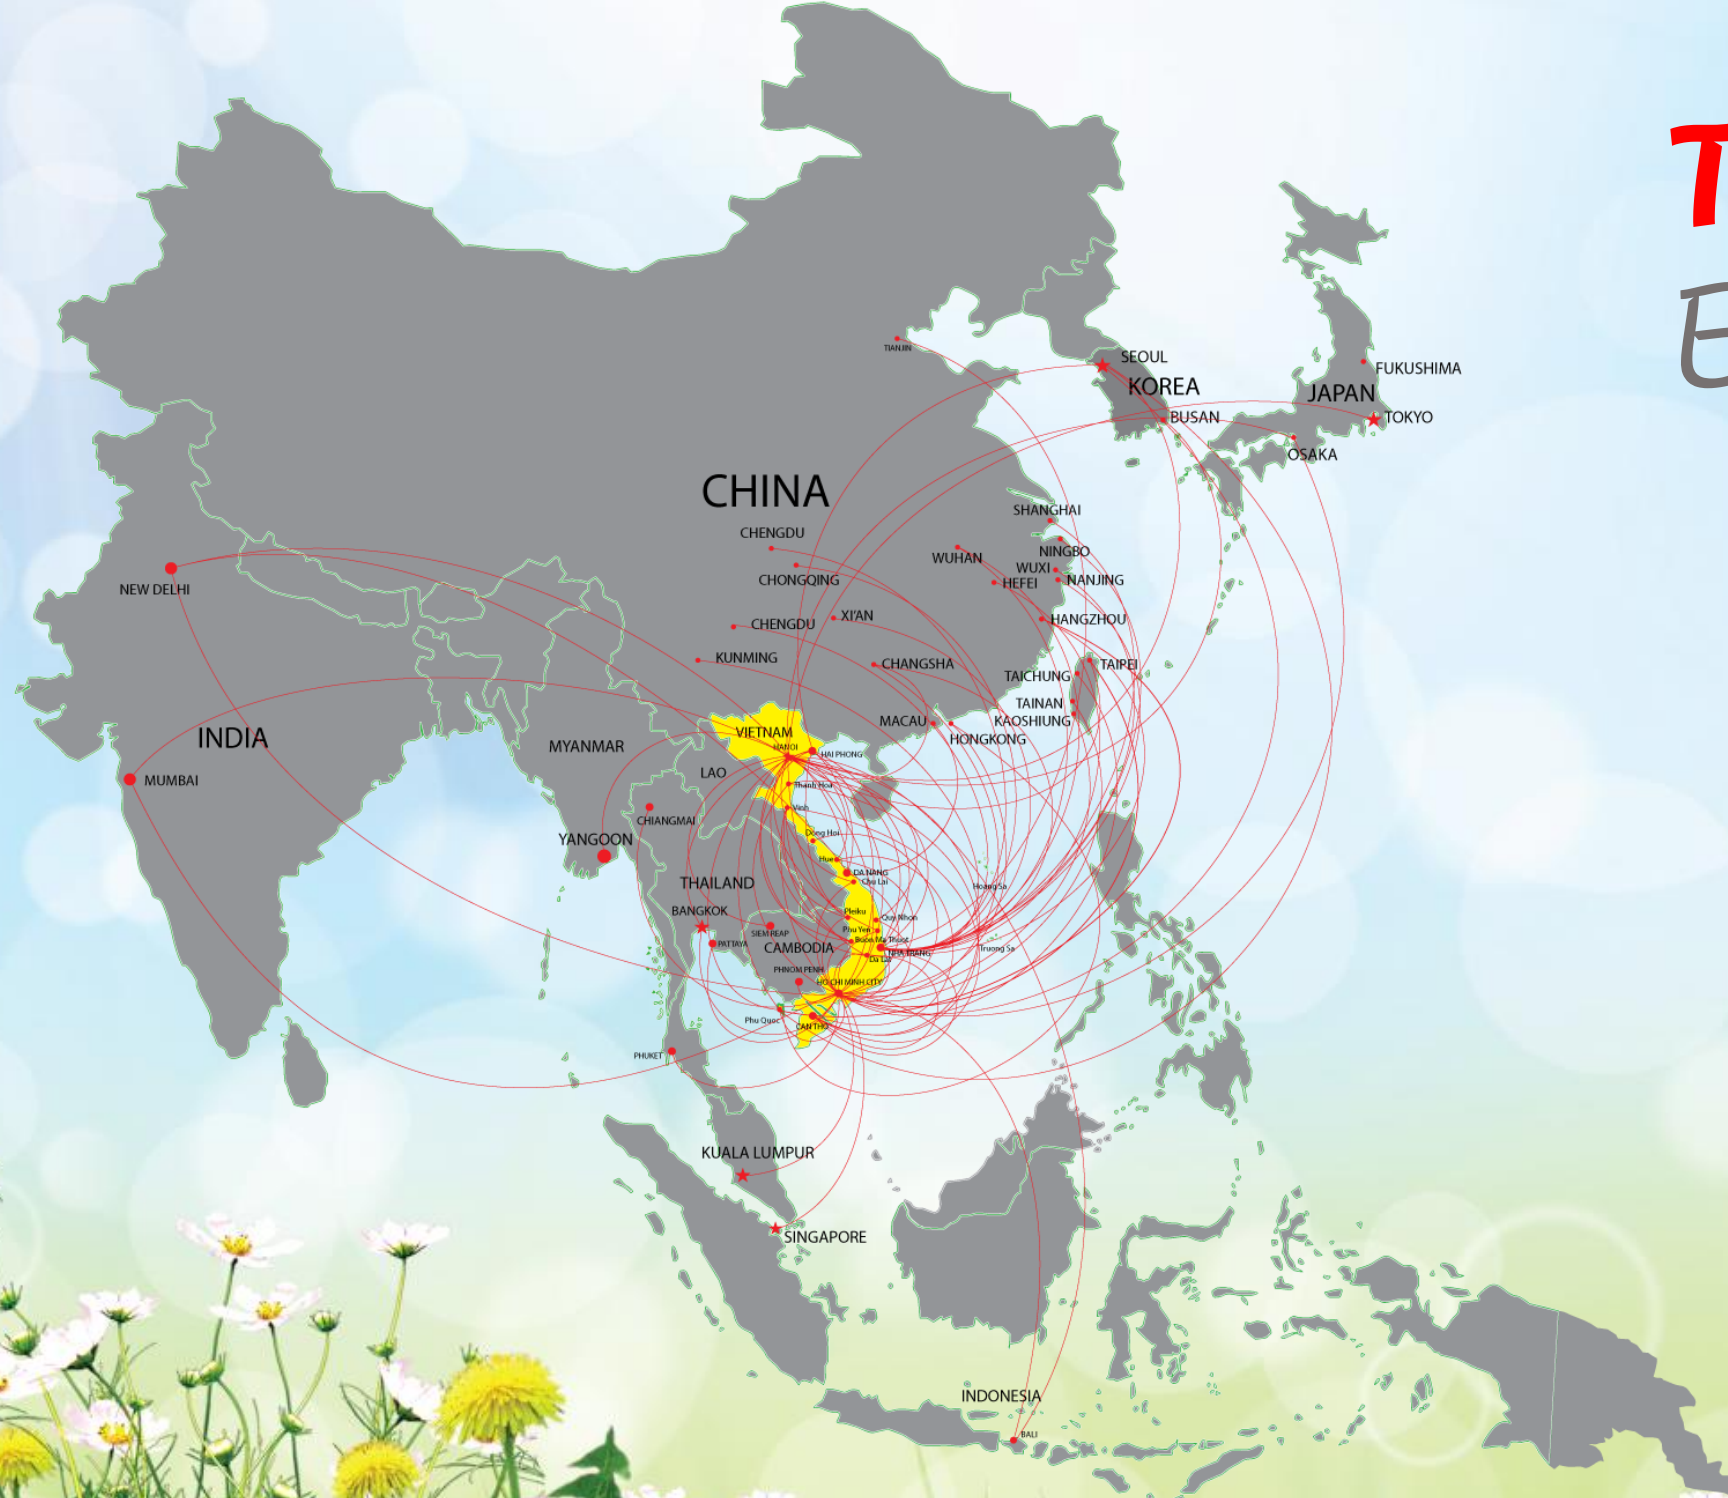 T
E
TIANJIN
SEOUL
KOREA
FUKUSHIMA
JAPAN
BUSAN
TOKYO
OSAKA
CHINA
SHANGHAI
CHENGDU
NINGBO
WUHAN
WUXI
CHONGQING
HEFEI
NANJING
NEW DELHI
XI'AN
HANGZHOU
CHENGDU
KUNMING
CHANGSHA
TAIPEI
TAICHUNG
TAINAN
MACAU
KAOSHIUNG
VIETNAM
HONGKONG
INDIA
MYANMAR
HANOI
HAI PHONG
LAO
MUMBAI
Thanh Hoa
Vinh
CHIANGMAI
Dong Hoi
YANGOON
Hue
DA NANG
Chu Lai
THAILAND
Hoang Sa
BANGKOK
Pleiku
Quy Nhon
SIEM REAP
Phu Yen
PATTAYA
Buon Ma Thuot
CAMBODIA
Truong Sa
NHA TRANG
Da Lat
PHNOM PENH
HO CHI MINH CITY
Phu Quoc
CAN THO
PHUKET
KUALA LUMPUR
SINGAPORE
INDONESIA
BALI